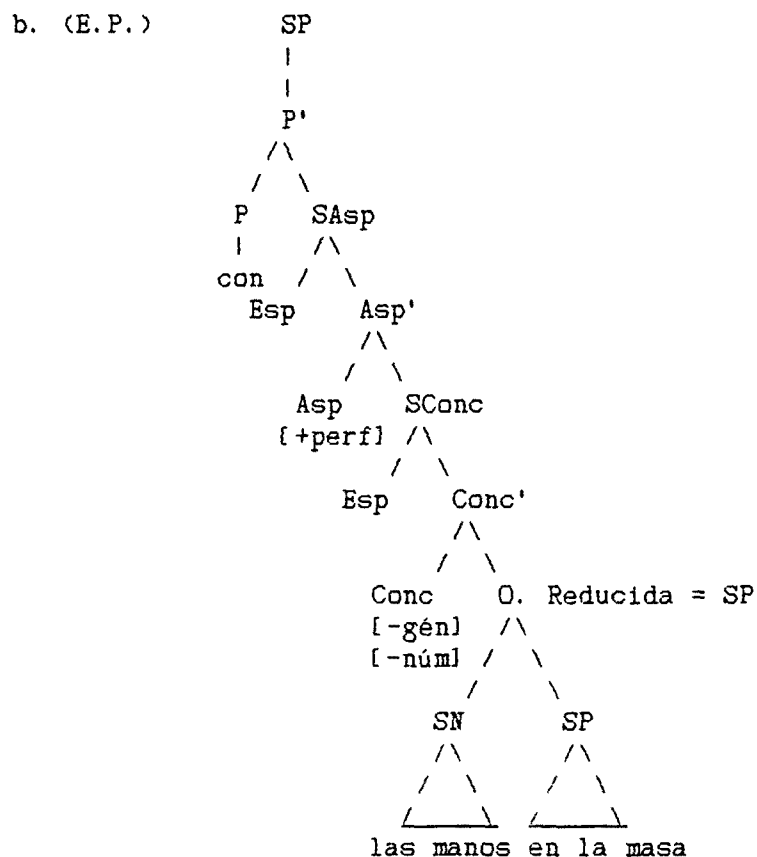 b. (E.P.) SP
P'
P SAsp
con
Esp Asp'
Asp SConc
[+perf]
Esp Conc'
Conc O. Reducida = SP
[-gén]
[-núm]
SN SP
las manos en la masa